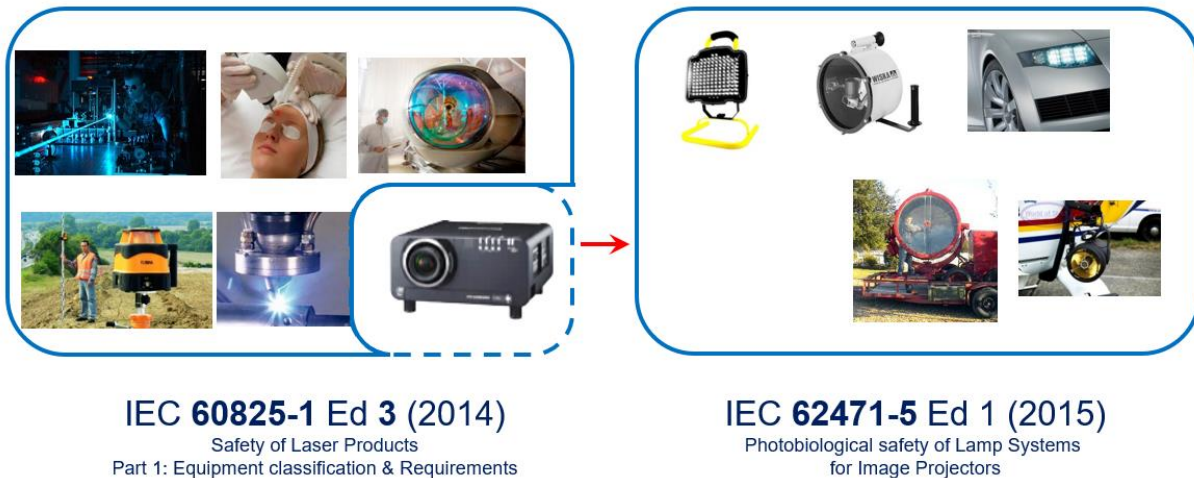 WISKA
IEC 60825-1 Ed 3 (2014)
Safety of Laser Products
Part 1: Equipment classification & Requirements
IEC 62471-5 Ed 1 (2015)
Photobiological safety of Lamp Systems
for Image Projectors